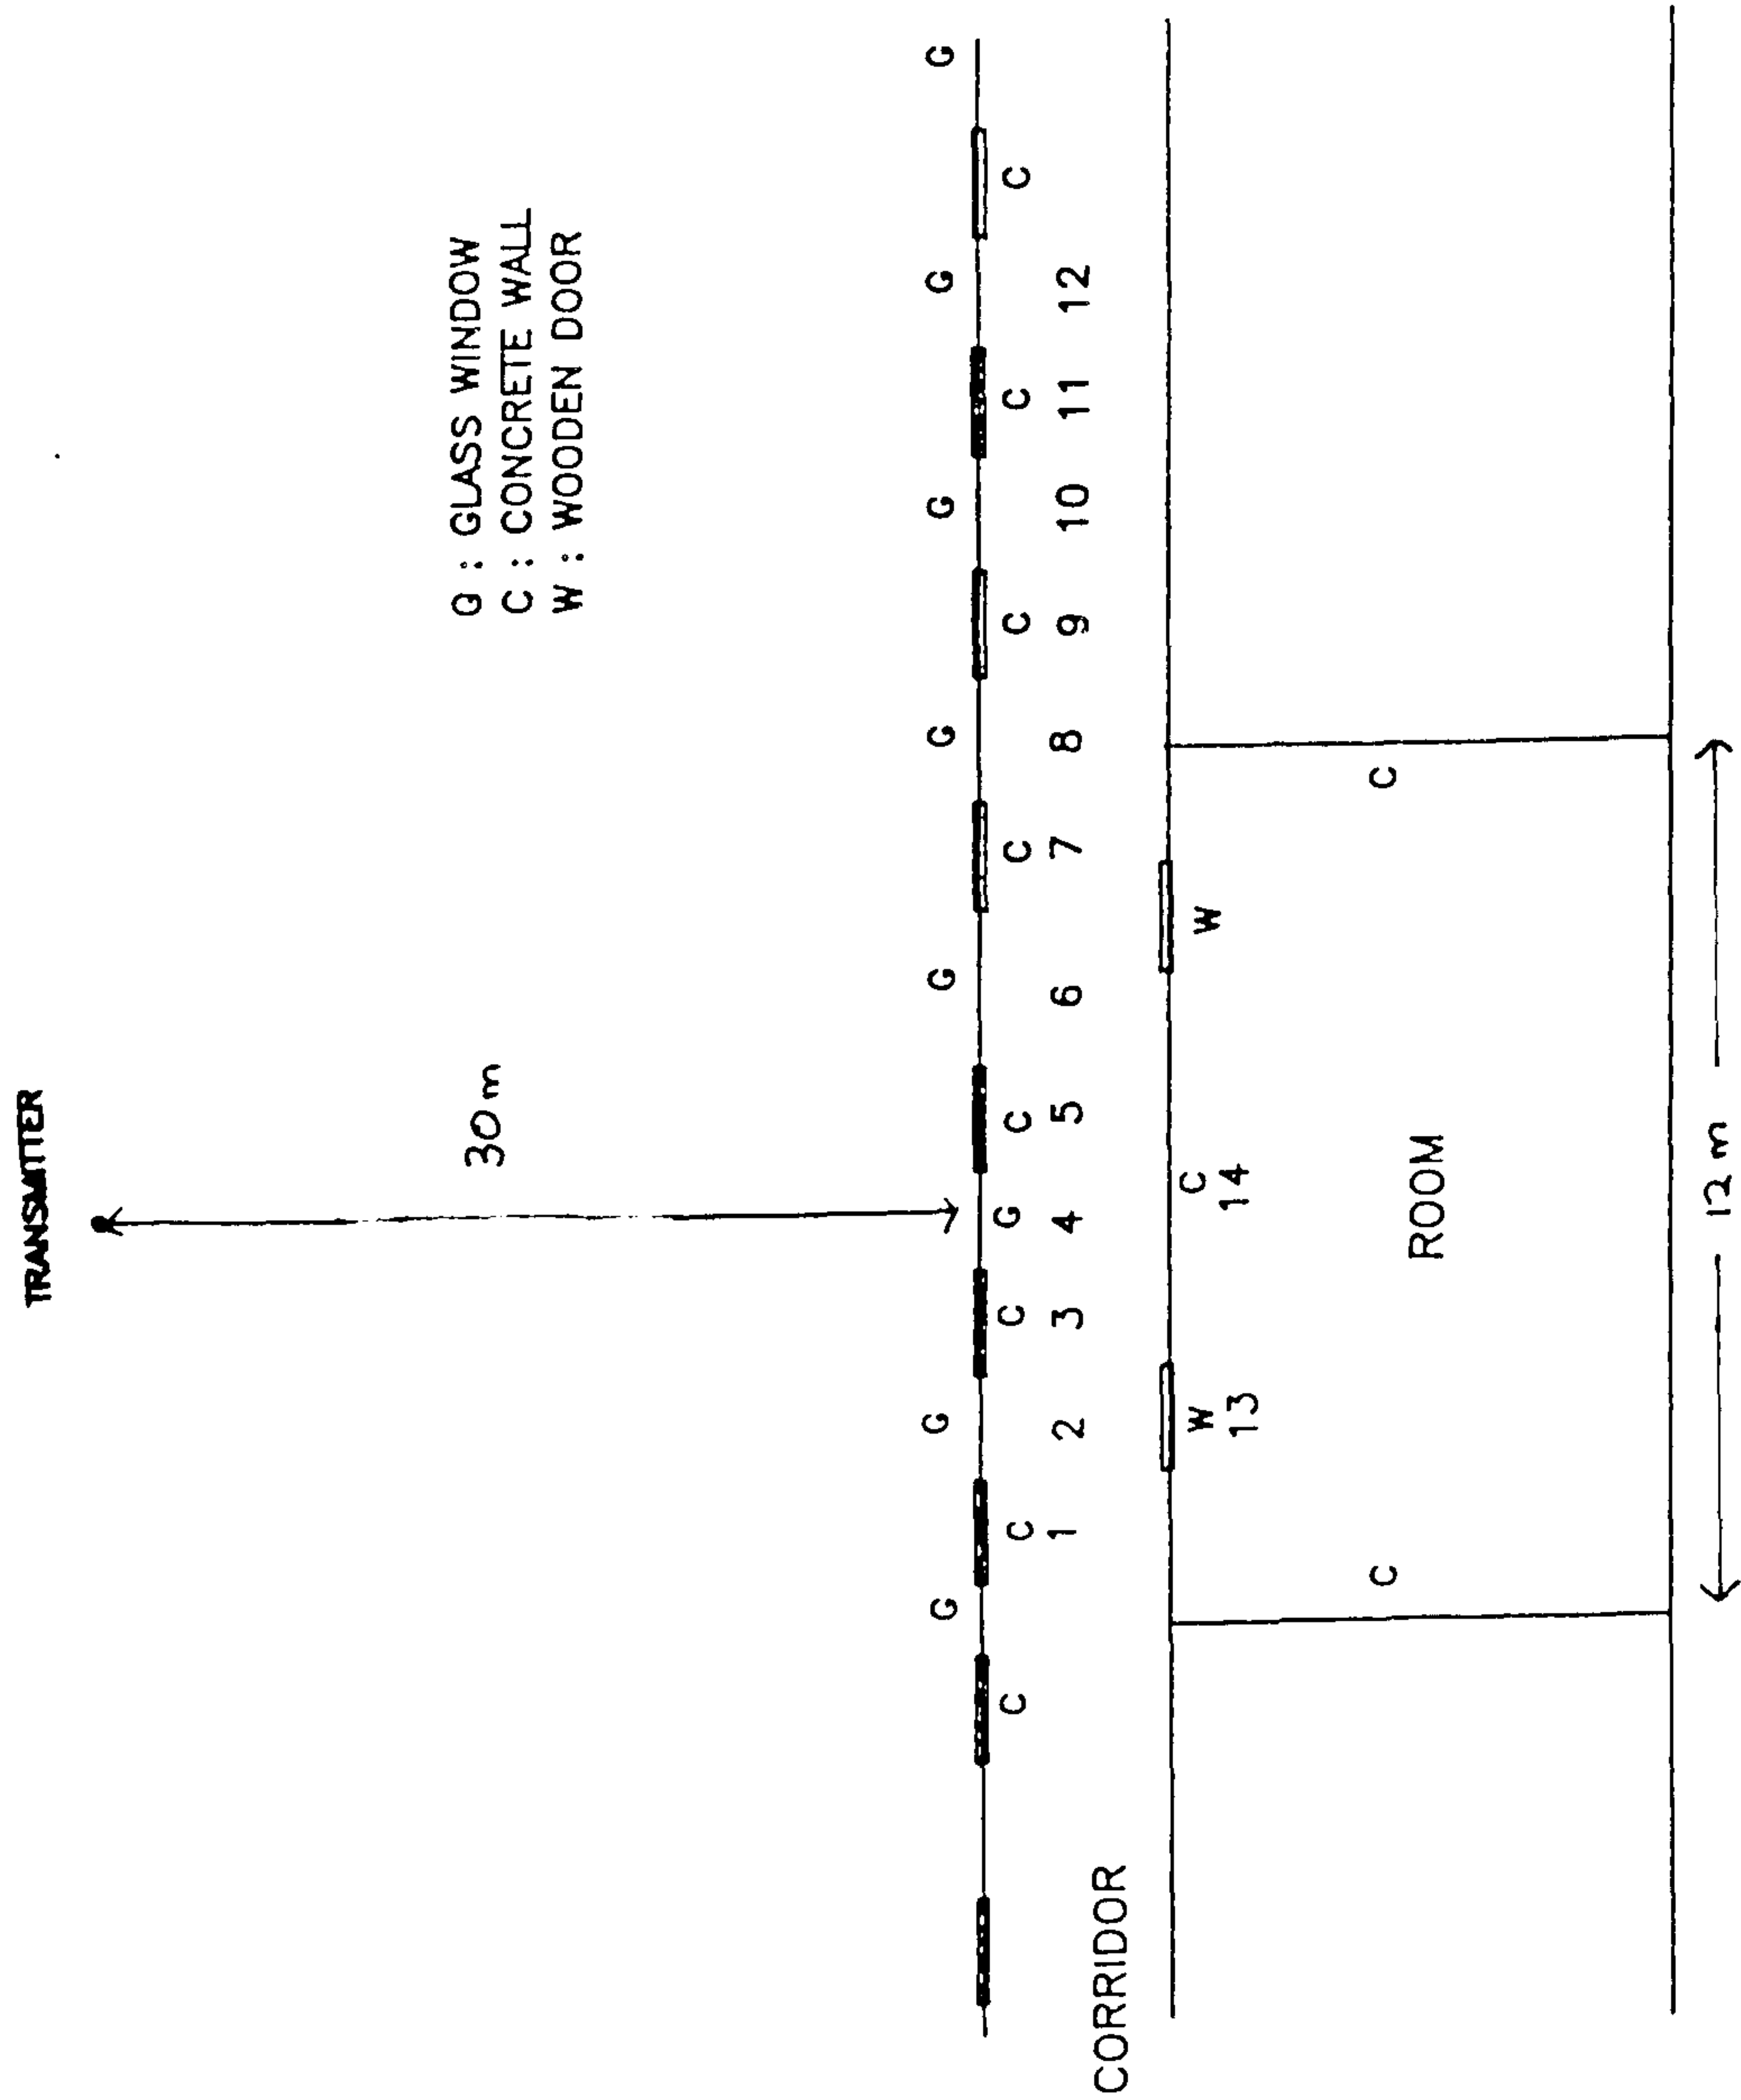 TRANSMITTER
30 m
G : GLASS WINDOW
C : CONCRETE WALL
W : WOODEN DOOR
G G G G G G G
C C C G C C C C C
1 2 3 4 5 6 7 8 9 10 11 12
CORRIDOR
W C W
13 14
C C
ROOM
12 m